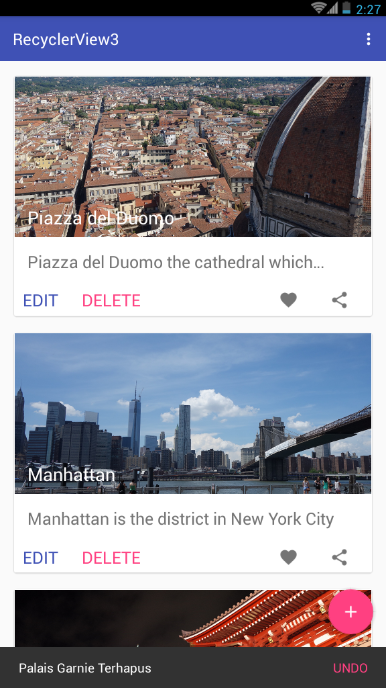 2:27
RecyclerView3
Piazza del Duomo
Piazza del Duomo the cathedral which...
EDIT DELETE
Manhattan
Manhattan is the district in New York City
EDIT DELETE
Palais Garnie Terhapus UNDO